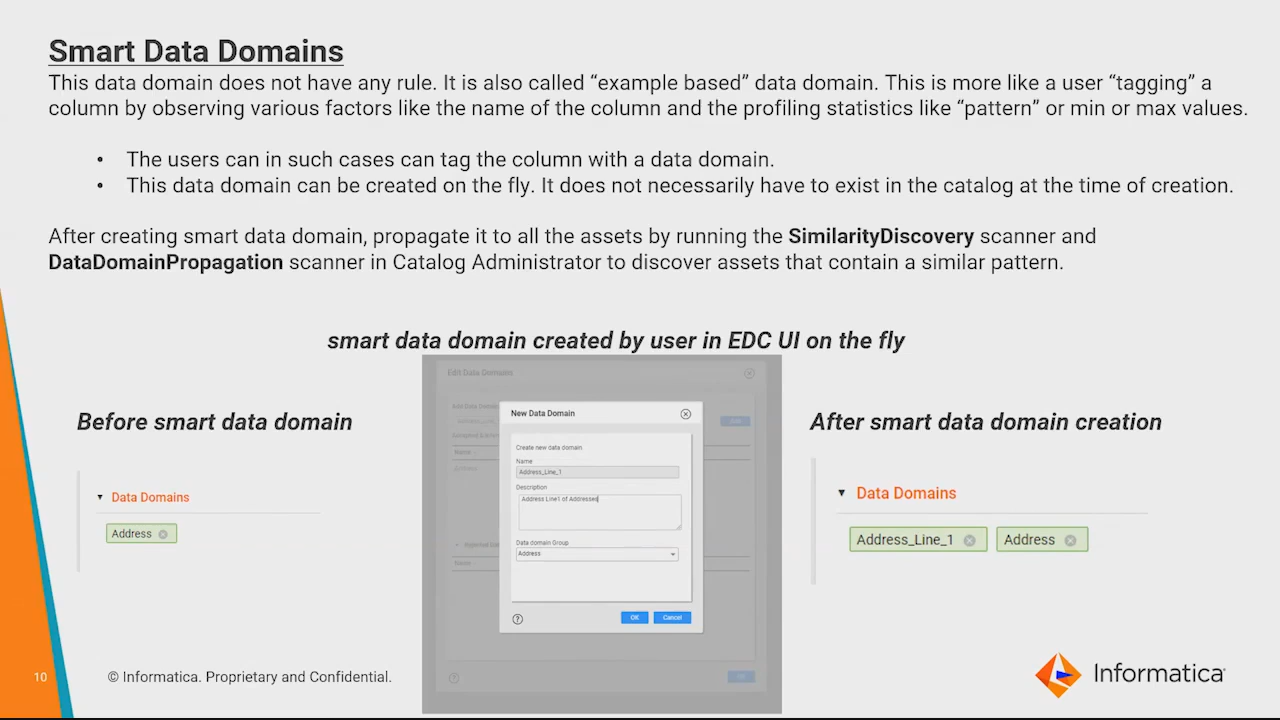 Smart Data Domains
This data domain does not have any rule. It is also called “example based” data domain. This is more like a user “tagging” a
column by observing various factors like the name of the column and the profiling statistics like “pattern” or min or max values.
• The users can in such cases can tag the column with a data domain.
• This data domain can be created on the fly. It does not necessarily have to exist in the catalog at the time of creation.
After creating smart data domain, propagate it to all the assets by running the SimilarityDiscovery scanner and
DataDomainPropagation scanner in Catalog Administrator to discover assets that contain a similar pattern.
smart data domain created by user in EDC UI on the fly
Before smart data domain
Data Domains
Address
Edit Data Domains
New Data Domain
Create new data domain.
Name
Address_Line_1
Description
Address Line1 of Addresses
Data domain Group:
Address
OK
Cancel
Name
After smart data domain creation
Data Domains
Address_Line_1
Address
10
© Informatica. Proprietary and Confidential.
Informatica